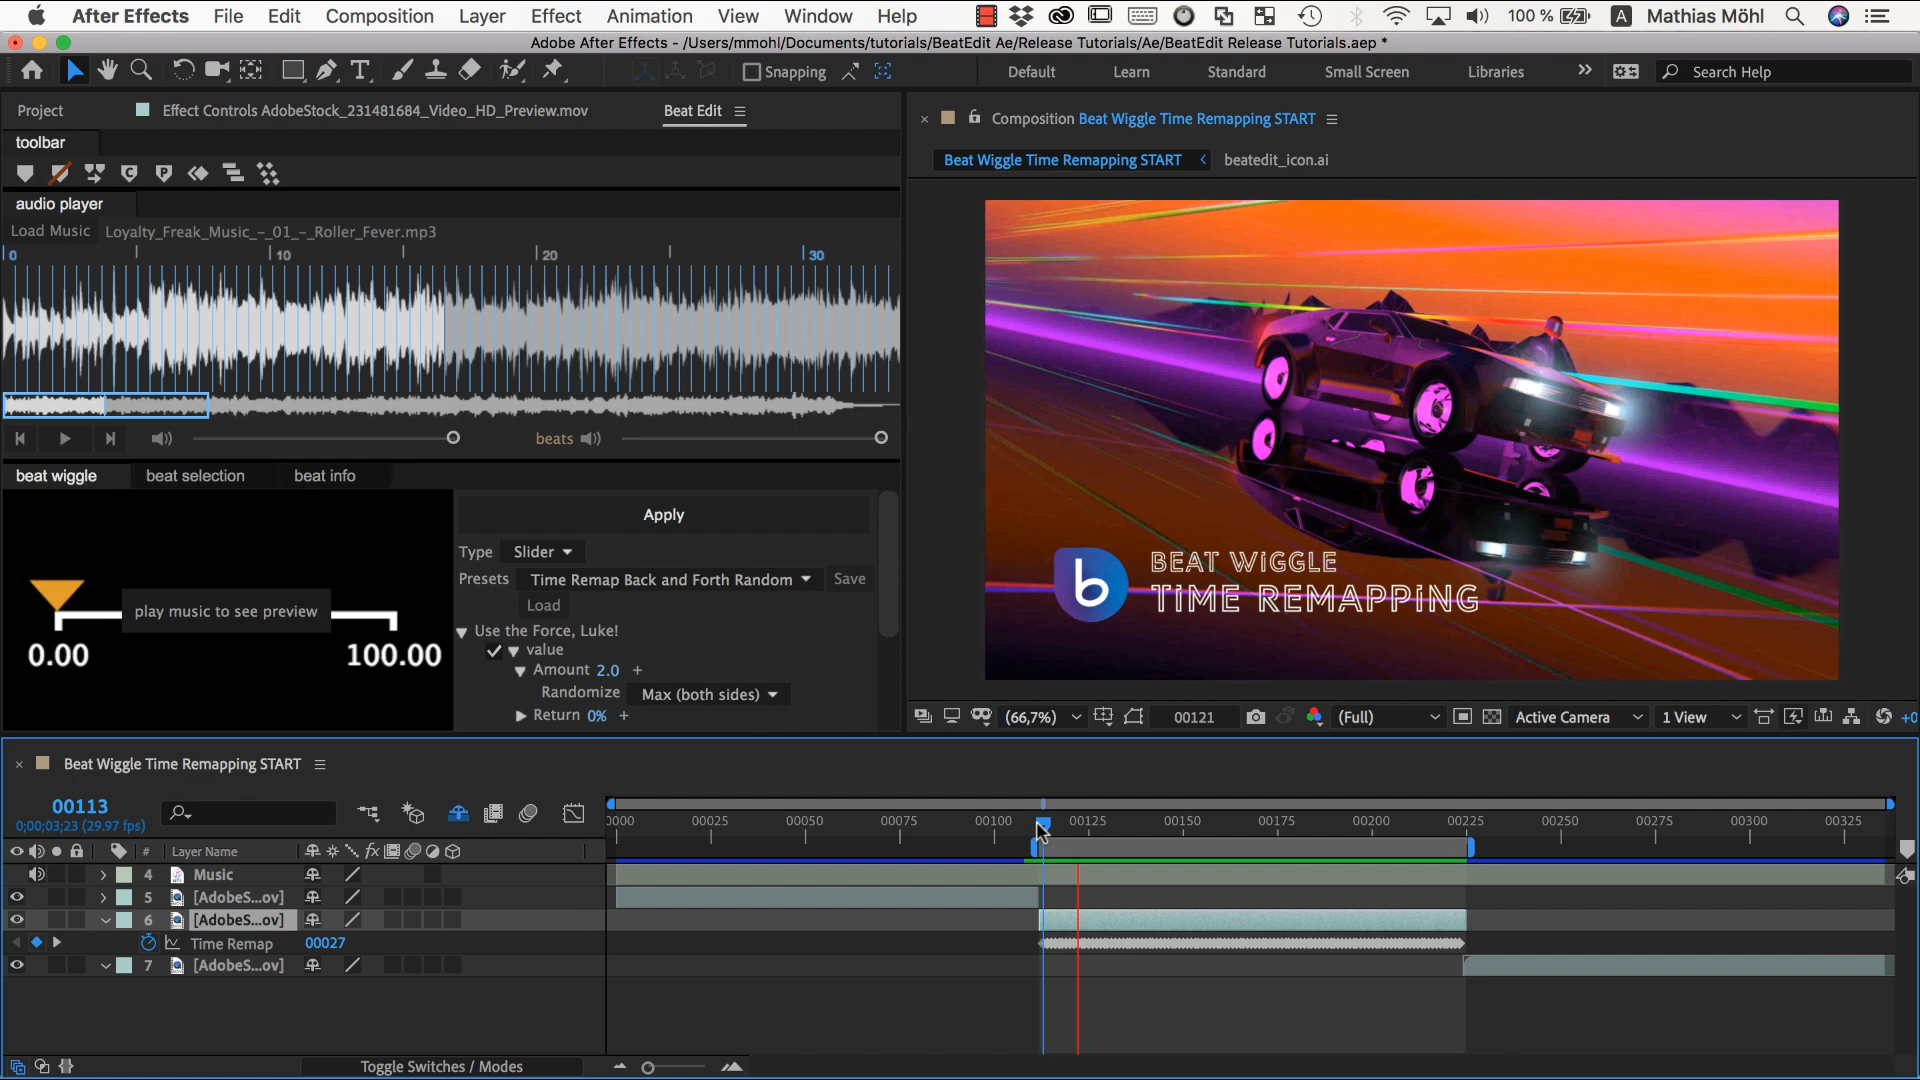 After Effects File Edit Composition Layer Effect Animation View Window Help 100 % A Mathias Möhl
Adobe After Effects - /Users/mmohl/Documents/tutorials/BeatEdit Ae/Release Tutorials/Ae/BeatEdit Release Tutorials.aep *
Snapping Default Learn Standard Small Screen Libraries » Search Help
Project Effect Controls AdobeStock_231481684_Video_HD_Preview.mov Beat Edit
× Composition Beat Wiggle Time Remapping START
toolbar
Beat Wiggle Time Remapping START < beatedit_icon.ai
C P
audio player
Load Music Loyalty_Freak_Music_-_01_-_Roller_Fever.mp3
0 10 20 30
beats
beat wiggle beat selection beat info
Apply
Type Slider
Presets Time Remap Back and Forth Random Save
Load
play music to see preview
0.00 100.00
Use the Force, Luke!
value
Amount 2.0 +
Randomize Max (both sides)
Return 0% +
b BEAT WiGGLE
TiME REMAPPiNG
(66,7%) 00121 (Full) Active Camera 1 View +0
× Beat Wiggle Time Remapping START
00113
0;00;03;23 (29.97 fps)
0000 00025 00050 00075 00100 00125 00150 00175 00200 00225 00250 00275 00300 00325
# Layer Name fx
4 Music
5 [AdobeS...ov]
6 [AdobeS...ov]
Time Remap 00027
7 [AdobeS...ov]
Toggle Switches / Modes